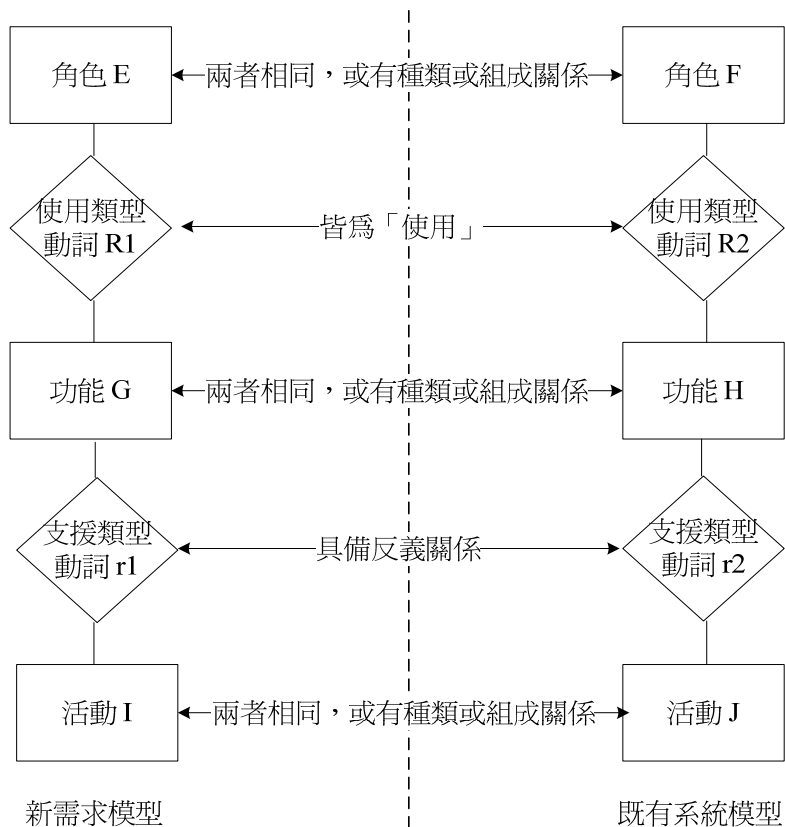 角色 E
兩者相同，或有種類或組成關係
角色 F
使用類型
動詞 R1
皆爲「使用」
使用類型
動詞 R2
功能 G
兩者相同，或有種類或組成關係
功能 H
支援類型
動詞 r1
具備反義關係
支援類型
動詞 r2
活動 I
兩者相同，或有種類或組成關係
活動 J
新需求模型
既有系統模型